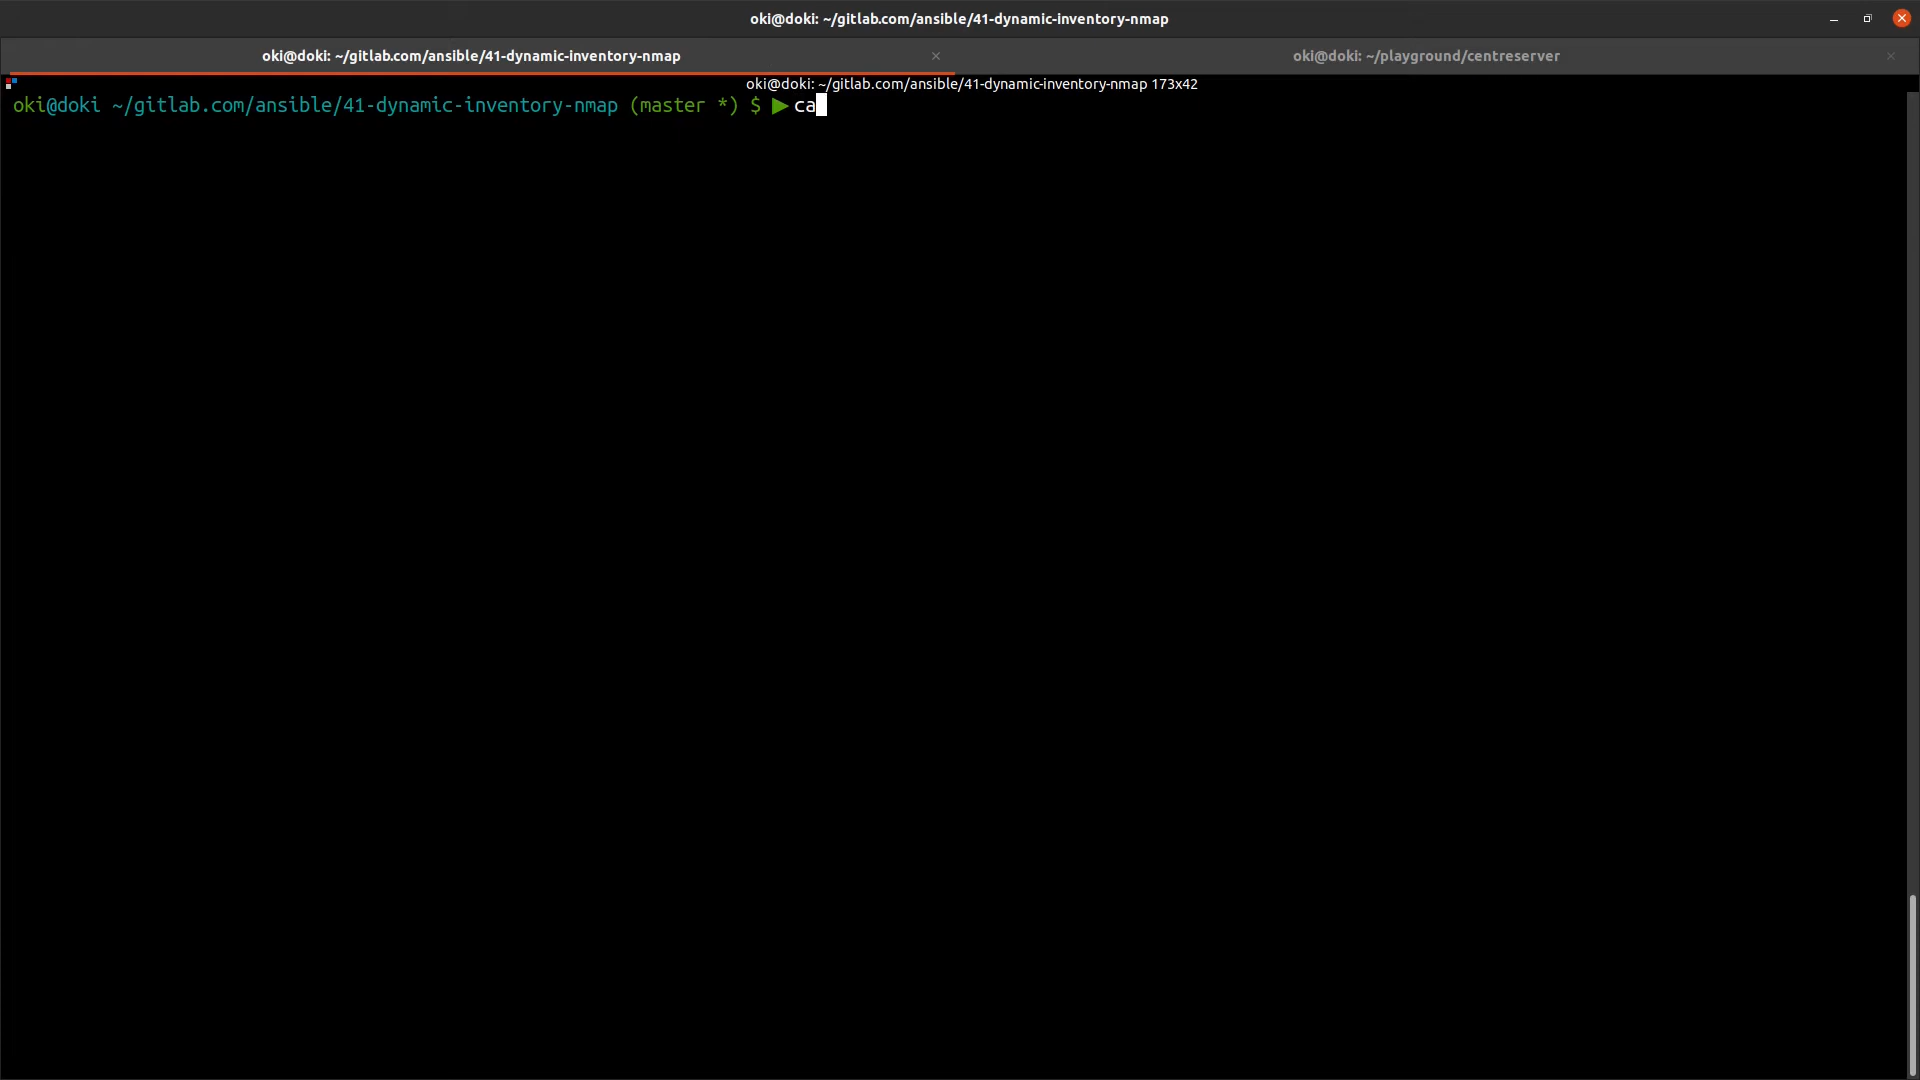 oki@doki: ~/gitlab.com/ansible/41-dynamic-inventory-nmap
oki@doki: ~/gitlab.com/ansible/41-dynamic-inventory-nmap × oki@doki: ~/playground/centreserver ×
oki@doki: ~/gitlab.com/ansible/41-dynamic-inventory-nmap 173x42
oki@doki ~/gitlab.com/ansible/41-dynamic-inventory-nmap (master *) $ ▶ca